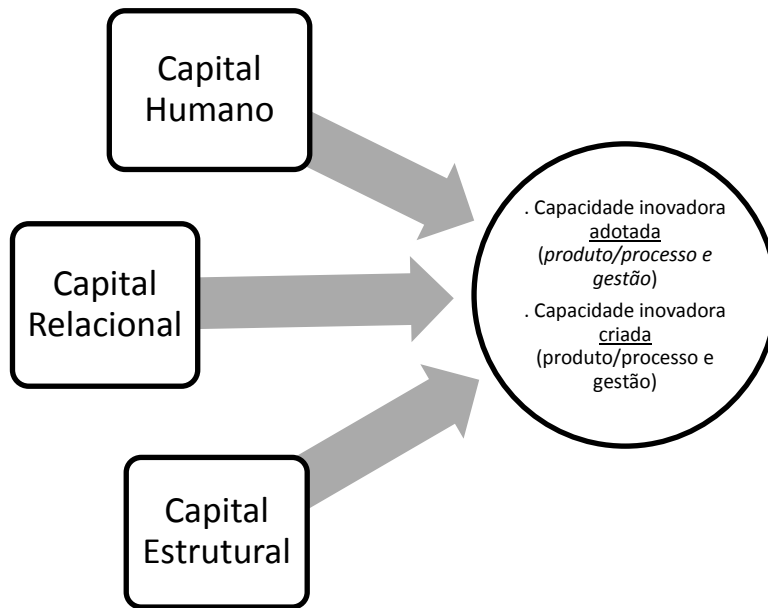 Capital
Humano
Capital
Relacional
Capital
Estrutural
. Capacidade inovadora
adotada
(produto/processo e
gestão)
. Capacidade inovadora
criada
(produto/processo e
gestão)